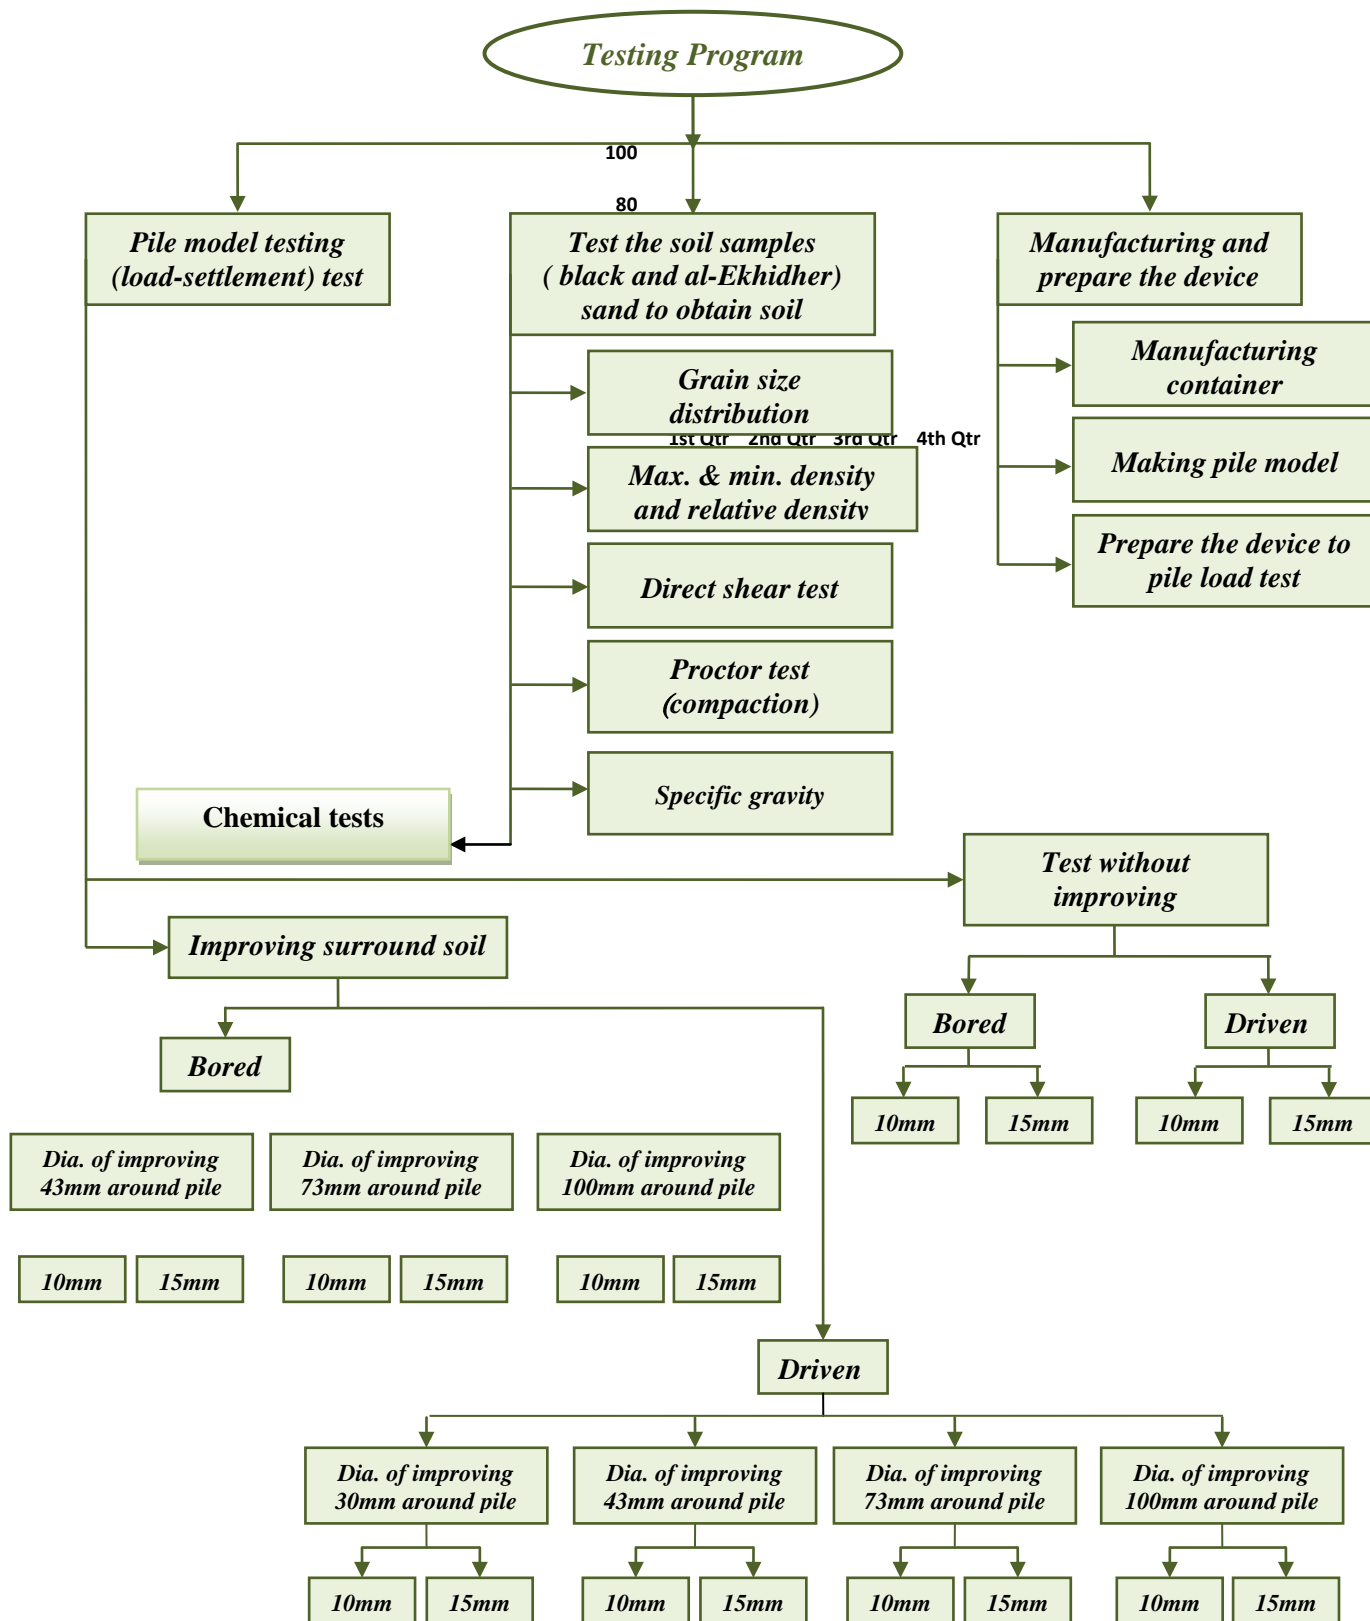 Testing Program
100
80
Pile model testing
(load-settlement) test
Test the soil samples
( black and al-Ekhidher)
sand to obtain soil
Manufacturing and
prepare the device
Manufacturing
container
Grain size
distribution
1st Qtr 2nd Qtr 3rd Qtr 4th Qtr
Making pile model
Max. & min. density
and relative density
Prepare the device to
pile load test
Direct shear test
Proctor test
(compaction)
Specific gravity
Chemical tests
Test without
improving
Improving surround soil
Bored
Driven
Bored
10mm
15mm
10mm
15mm
Dia. of improving
43mm around pile
Dia. of improving
73mm around pile
Dia. of improving
100mm around pile
10mm
15mm
10mm
15mm
10mm
15mm
Driven
Dia. of improving
30mm around pile
Dia. of improving
43mm around pile
Dia. of improving
73mm around pile
Dia. of improving
100mm around pile
10mm
15mm
10mm
15mm
10mm
15mm
10mm
15mm